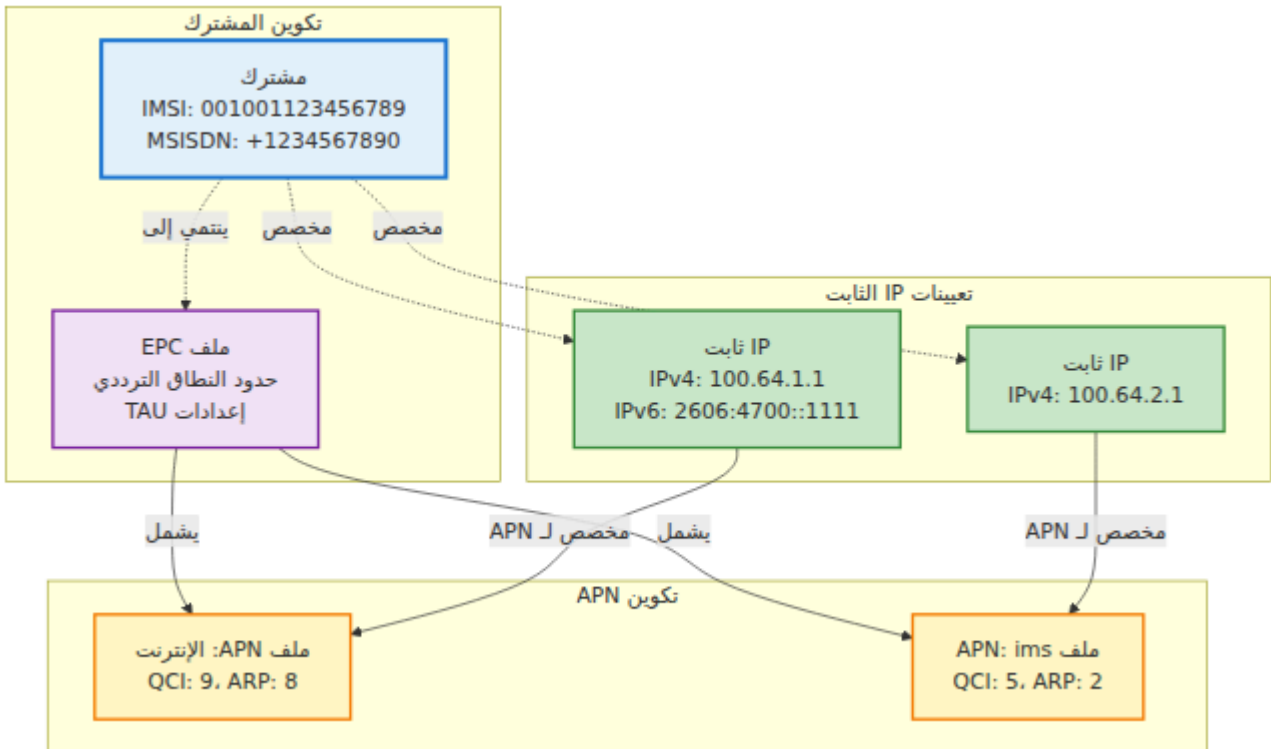 تكوين المشترك
مشترك
IMSI: 001001123456789
MSISDN: +1234567890
ينتمي إلى
مخصص
مخصص
تعيينات IP الثابت
ملف EPC
حدود النطاق الترددي
إعدادات TAU
IP ثابت
IPv4: 100.64.1.1
IPv6: 2606:4700::1111
IP ثابت
IPv4: 100.64.2.1
يشمل
مخصص لـ APN
يشمل
مخصص لـ APN
تكوين APN
ملف APN: الإنترنت
QCI: 9، ARP: 8
ملف APN: ims
QCI: 5، ARP: 2